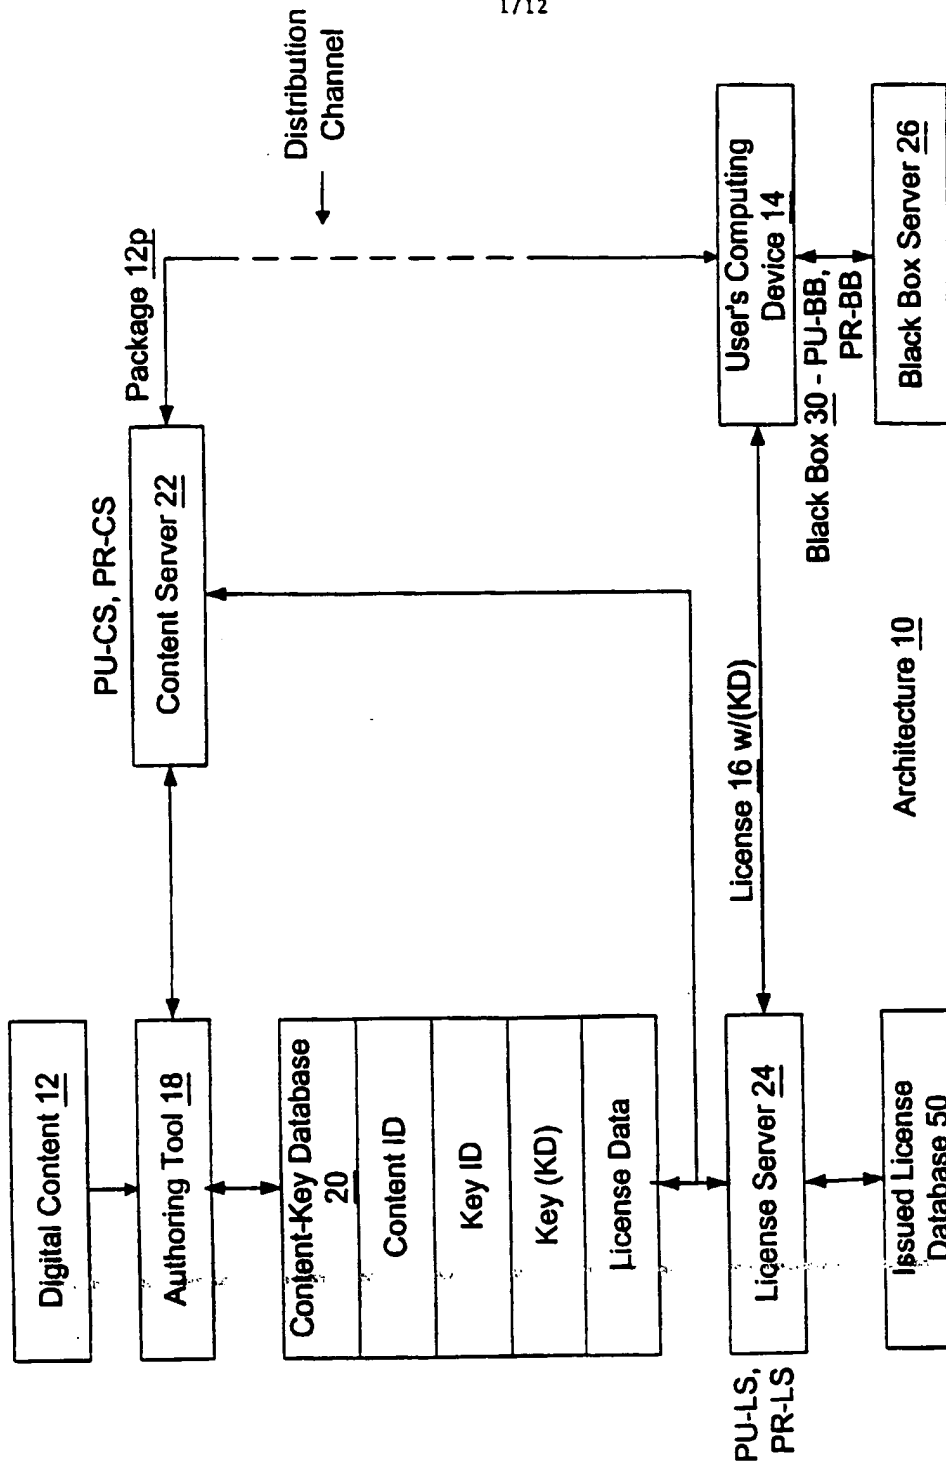 1/12
Digital Content 12
Authoring Tool 18
Content-Key Database
20
Content ID
Key ID
Key (KD)
License Data
License Server 24
PU-LS,
PR-LS
Issued License
Database 50
PU-CS, PR-CS
Content Server 22
Package 12p
Distribution
Channel
License 16 w/(KD)
User's Computing
Device 14
Black Box 30 - PU-BB,
PR-BB
Black Box Server 26
Architecture 10